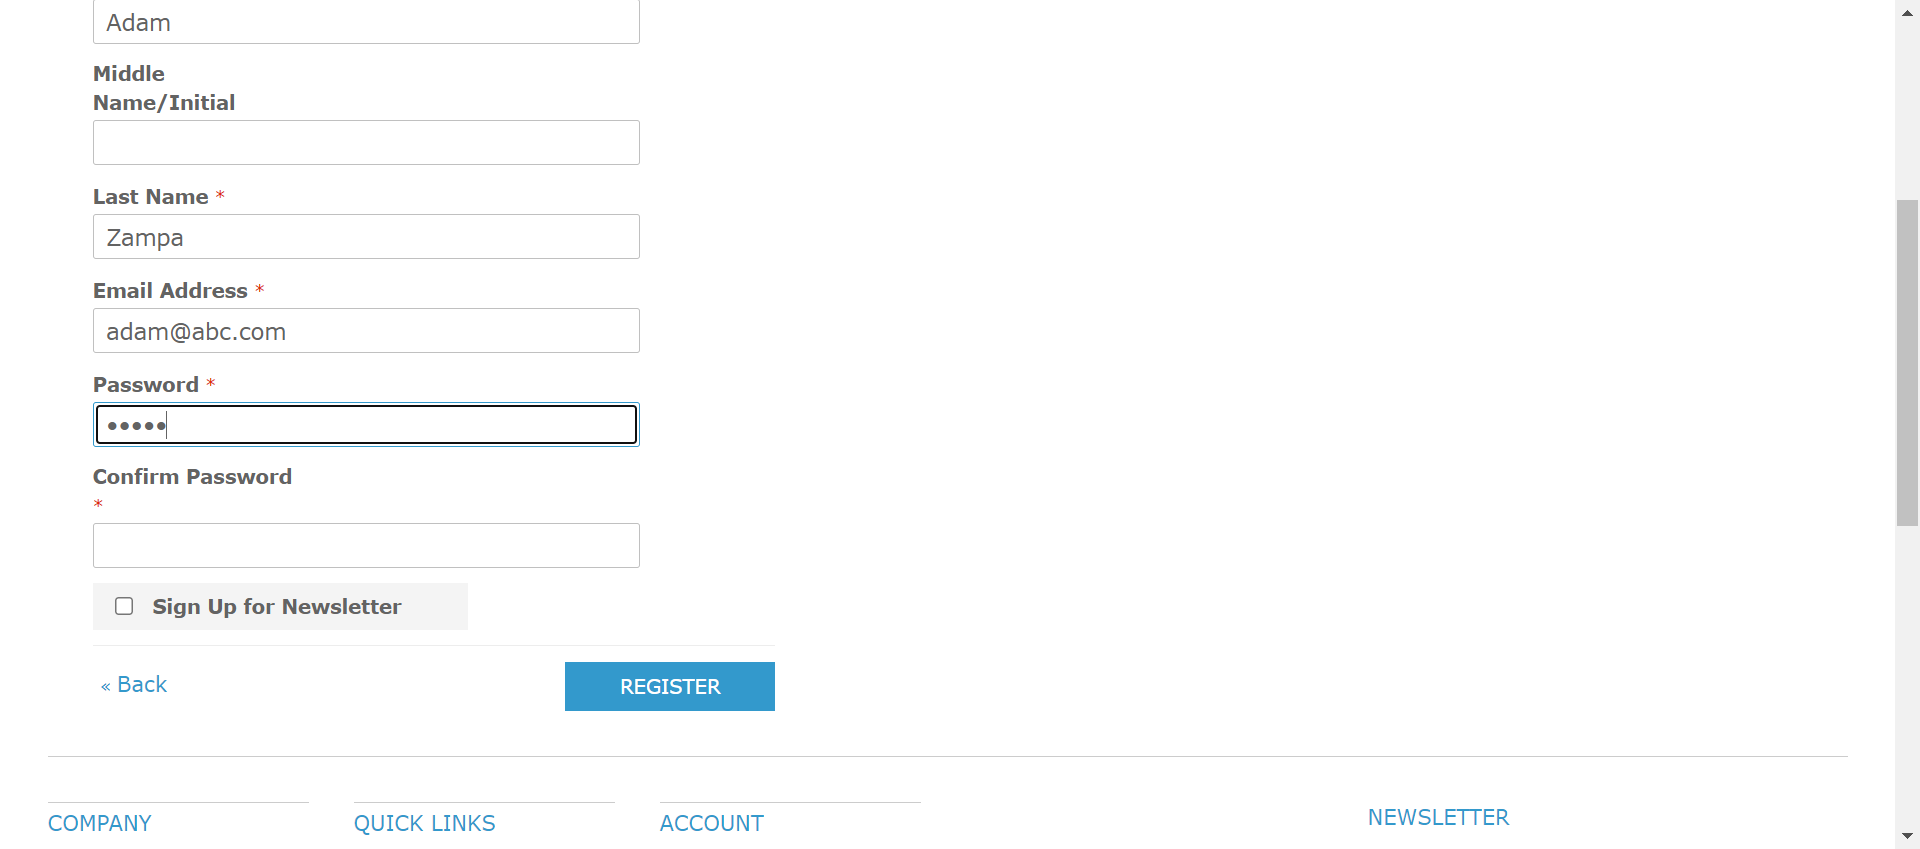 Adam
Middle
Name/Initial
Last Name *
Zampa
Email Address *
adam@abc.com
Password *
•••••
Confirm Password
*
Sign Up for Newsletter
« Back
REGISTER
COMPANY
QUICK LINKS
ACCOUNT
NEWSLETTER